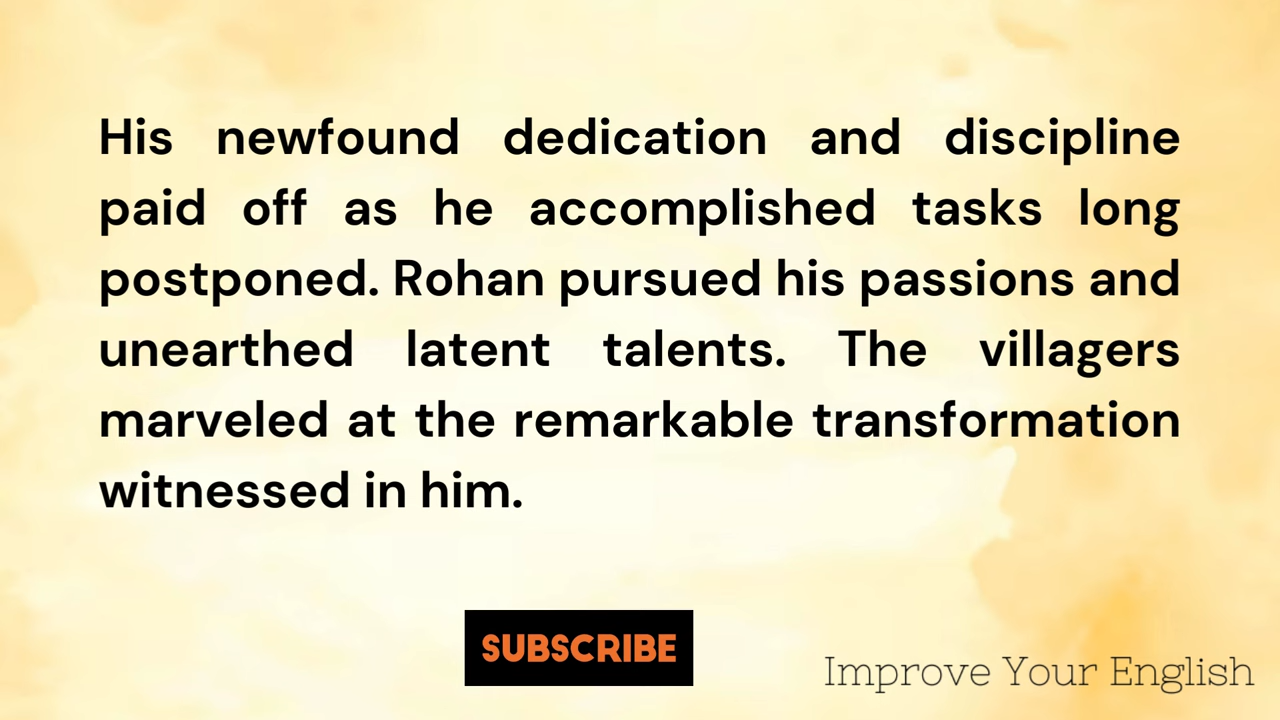 His newfound dedication and discipline
paid off as he accomplished tasks long
postponed. Rohan pursued his passions and
unearthed latent talents. The villagers
marveled at the remarkable transformation
witnessed in him.
SUBSCRIBE
Improve Your English